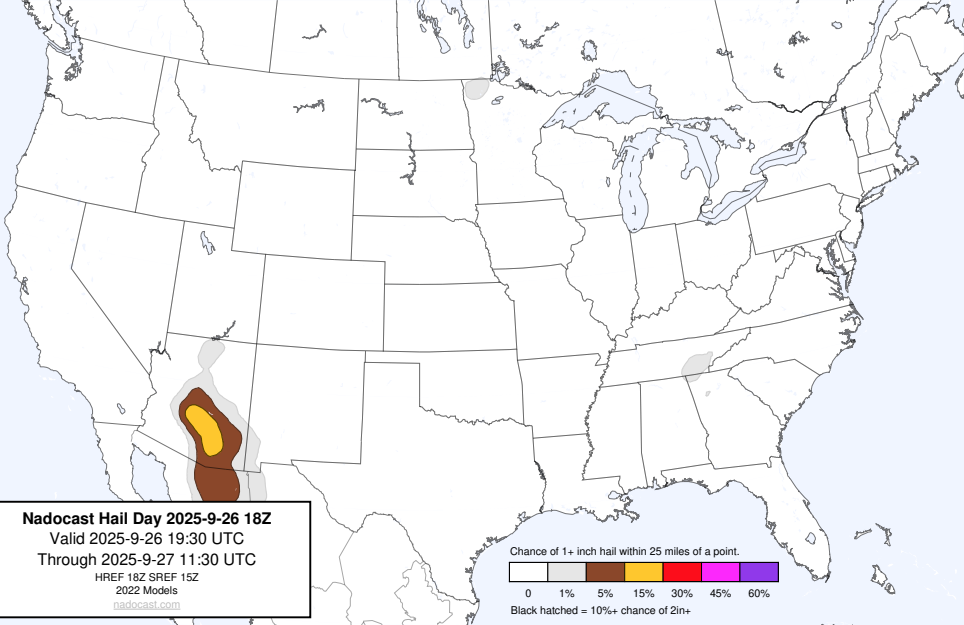 Nadocast Hail Day 2025-9-26 18Z
Valid 2025-9-26 19:30 UTC
Through 2025-9-27 11:30 UTC
HREF 18Z SREF 15Z
2022 Models
nadocast.com
Chance of 1+ inch hail within 25 miles of a point.
0 1% 5% 15% 30% 45% 60%
Black hatched = 10%+ chance of 2in+